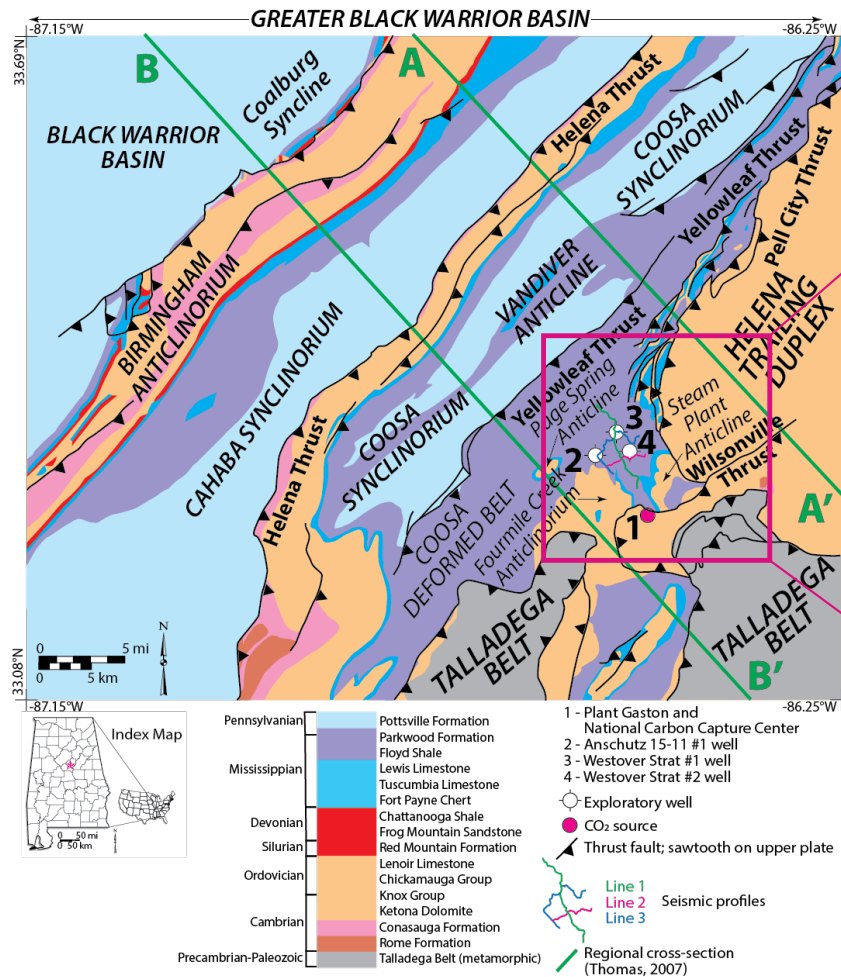 GREATER BLACK WARRIOR BASIN
-87.15°W
-86.25°W
33.69°N
B
A
Coalburg
Syncline
BLACK WARRIOR
BASIN
Helena Thrust
COOSA
SYNCLINORIUM
Yellowleaf Thrust
Pell City Thrust
BIRMINGHAM
ANTICLINORIUM
VANDIVER
ANTICLINE
HELENA
TRAILING
DUPLEX
CAHABA SYNCLINORIUM
Yellowleaf Thrust
Page Spring
Anticline
Steam
Plant
Anticline
3
4
2
Wilsonville
Thrust
COOSA
SYNCLINORIUM
Helena Thrust
COOSA
DEFORMED BELT
Fourmile Creek
Anticlinorium
1
A'
TALLADEGA
BELT
TALLADEGA
BELT
B'
0
5 mi
0
5 km
N
S
33.08°N
-87.15°W
-86.25°W
Index Map
0 50 mi
0 50 km
Pennsylvanian
Mississippian
Devonian
Silurian
Ordovician
Cambrian
Precambrian-Paleozoic
Pottsville Formation
Parkwood Formation
Floyd Shale
Lewis Limestone
Tuscumbia Limestone
Fort Payne Chert
Chattanooga Shale
Frog Mountain Sandstone
Red Mountain Formation
Lenoir Limestone
Chickamauga Group
Knox Group
Ketona Dolomite
Conasauga Formation
Rome Formation
Talladega Belt (metamorphic)
1 - Plant Gaston and
National Carbon Capture Center
2 - Anschutz 15-11 #1 well
3 - Westover Strat #1 well
4 - Westover Strat #2 well
Exploratory well
CO₂ source
Thrust fault; sawtooth on upper plate
Line 1
Line 2
Line 3
Seismic profiles
Regional cross-section
(Thomas, 2007)